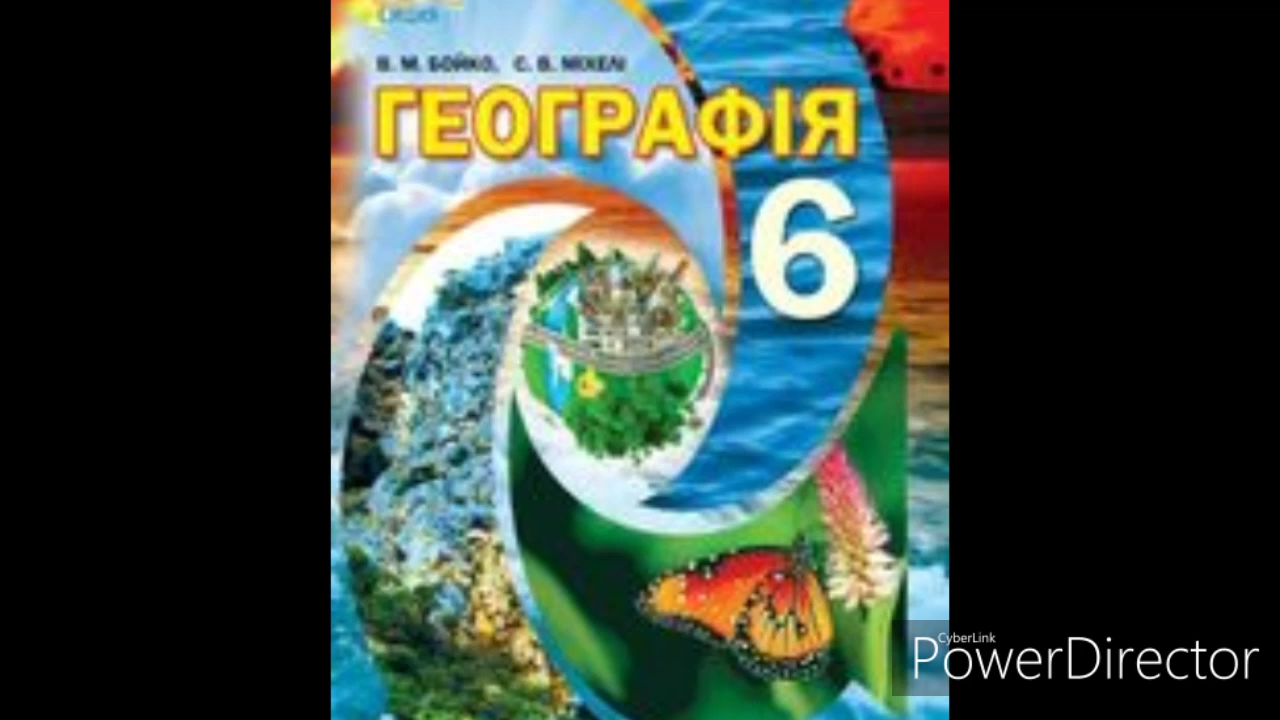 В. М. БОЙКО, С. В. МІХЕЛІ
ГЕОГРАФІЯ
6
CyberLink
PowerDirector